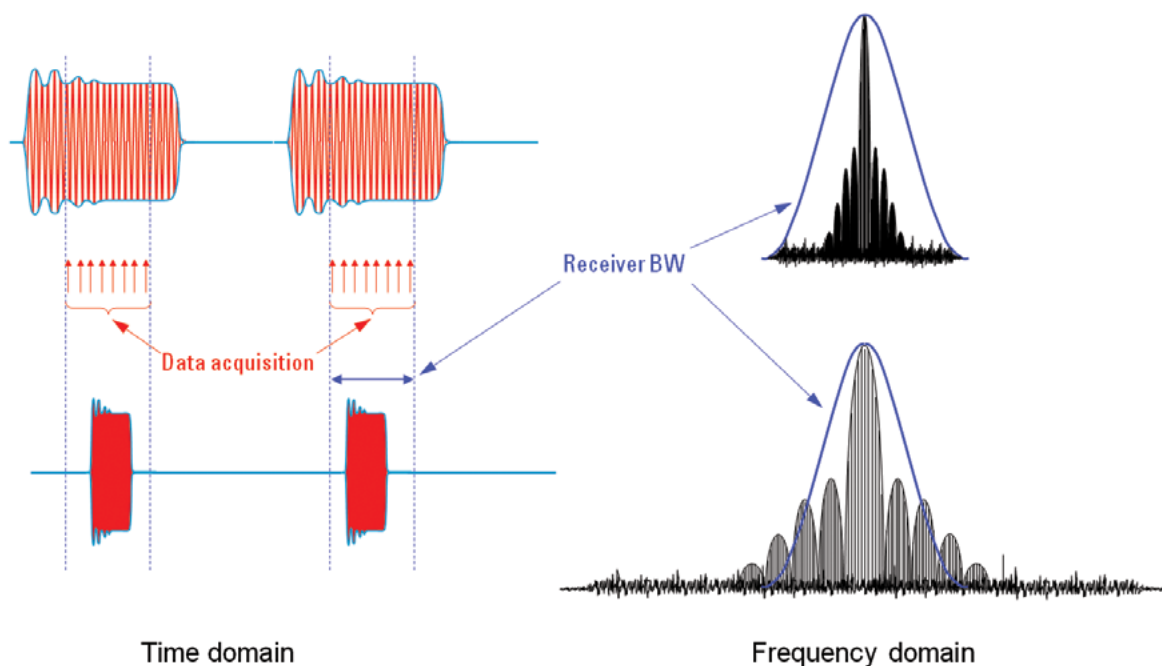 Receiver BW
Data acquisition
Time domain
Frequency domain